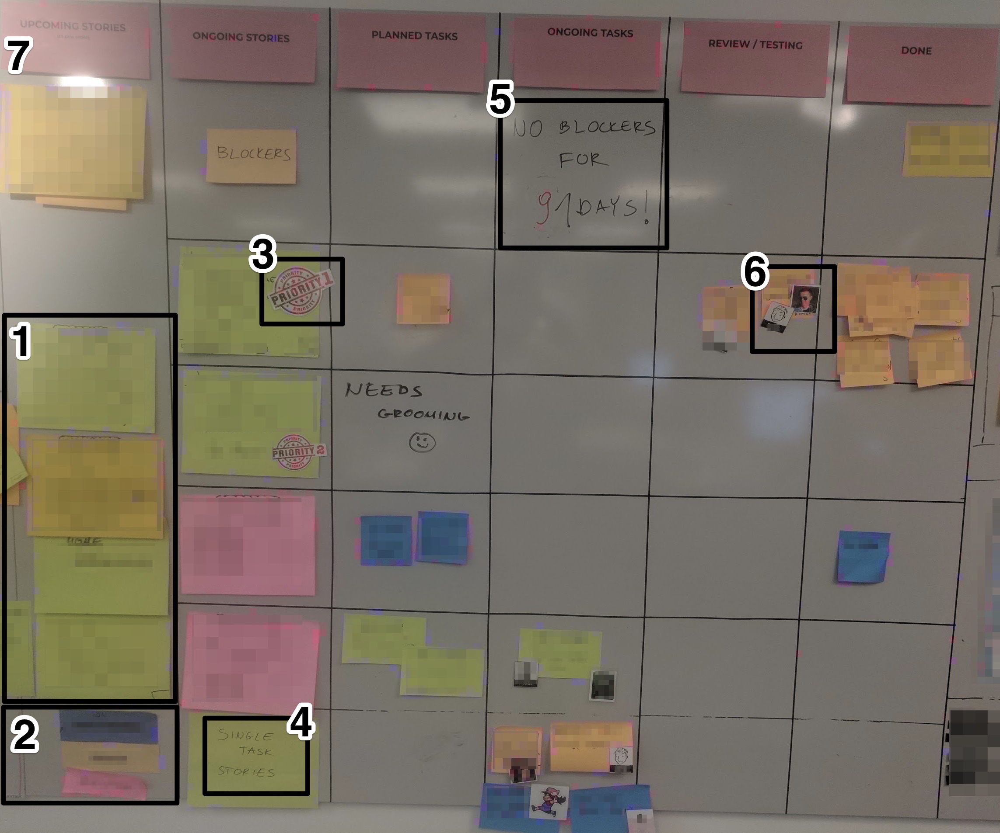 UPCOMING STORIES
ONGOING STORIES
PLANNED TASKS
ONGOING TASKS
REVIEW / TESTING
DONE
7
5
NO BLOCKERS
FOR
91 DAYS!
BLOCKERS
3
PRIORITY
PRIORITY 1
PRIORITY
6
1
NEEDS
GROOMING
PRIORITY
PRIORITY 2
PRIORITY
2
4
SINGLE
TASK
STORIES